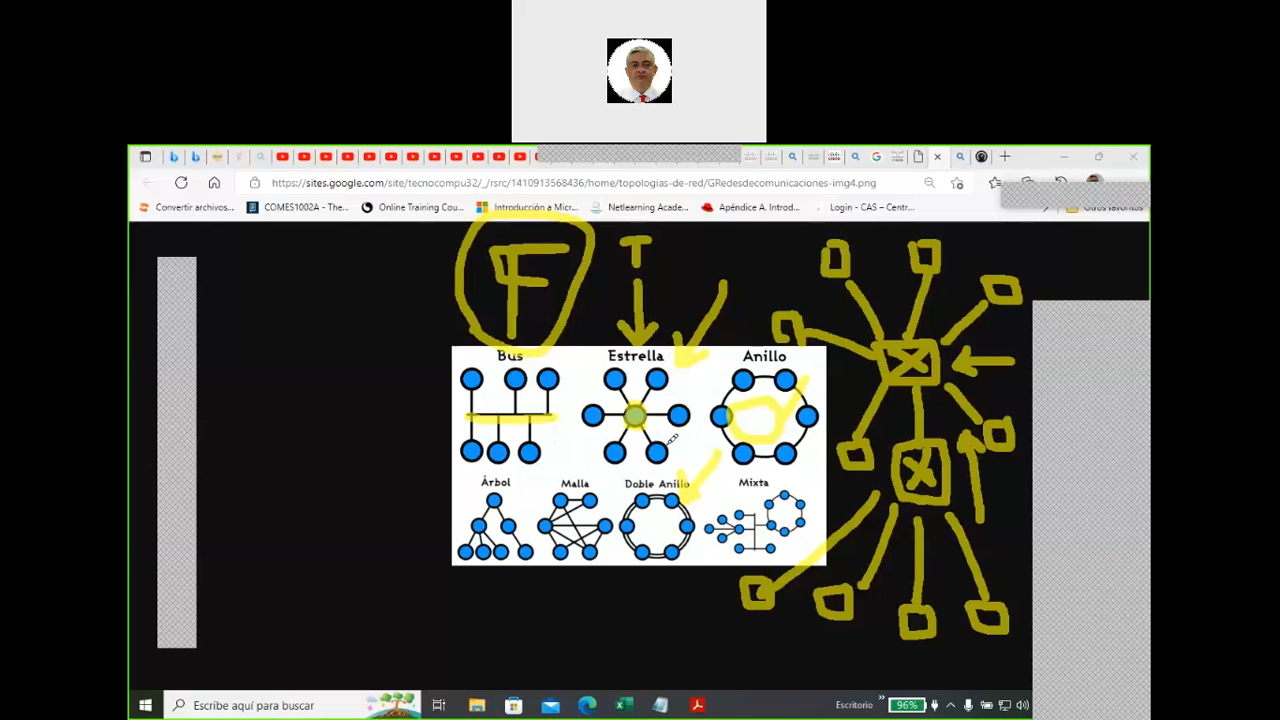 https://sites.google.com/site/tecnocompu32/_/rsrc/1410913568436/home/topologias-de-red/GRedesdecomunicaciones-img4.png
Convertir archivos... COMES1002A - The... Online Training Cou... Introducción a Micr... Netlearning Acade... Apéndice A. Introd... Login - CAS – Centr... Otros favoritos
F T
Bus Estrella Anillo
Árbol Malla Doble Anillo Mixta
Escribe aquí para buscar Escritorio 96%